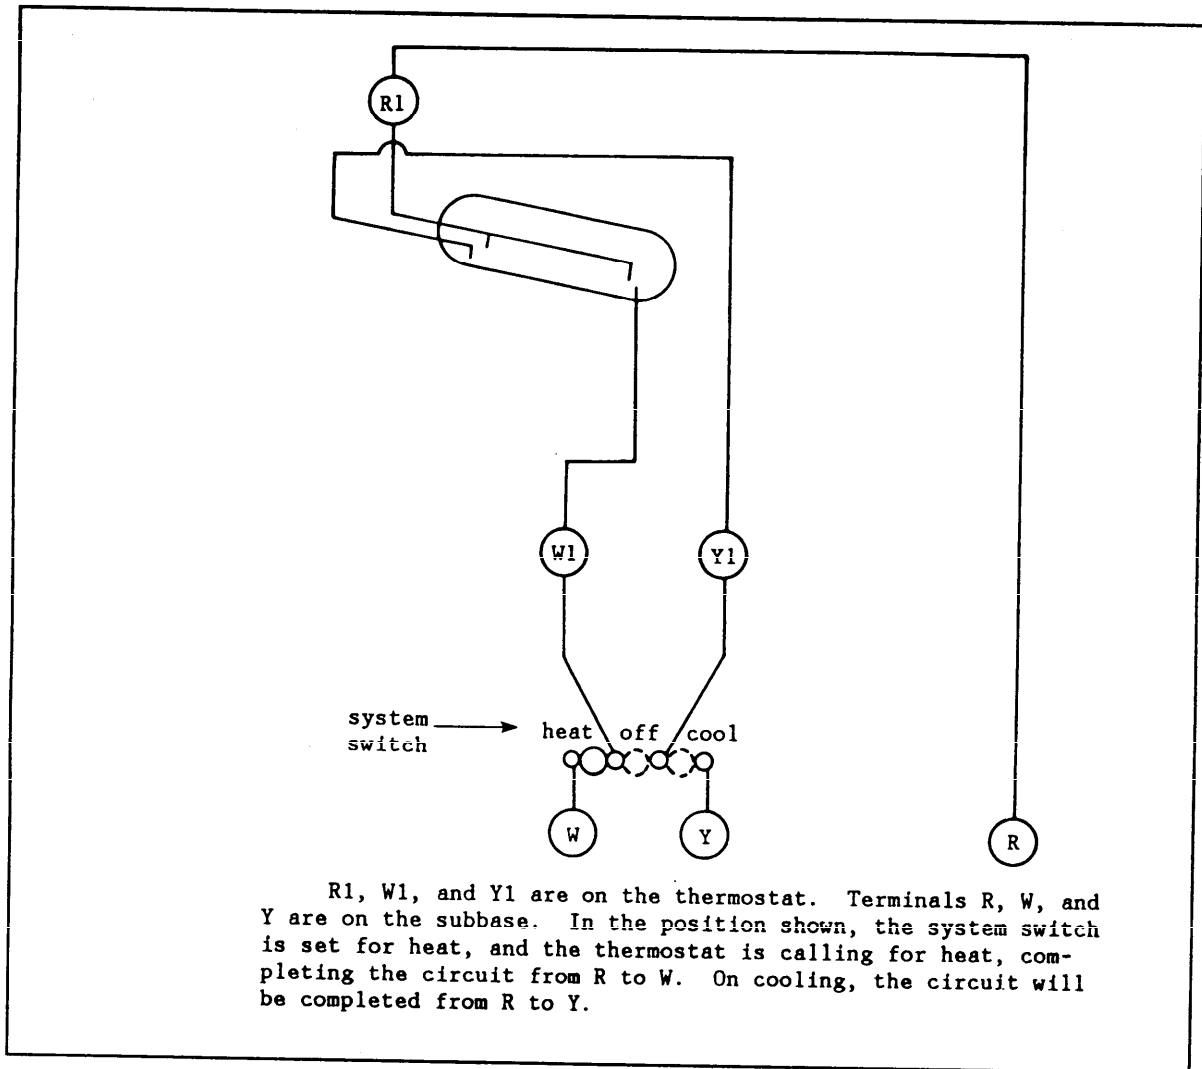 R1
W1
Y1
system
switch
heat off cool
W
Y
R
R1, W1, and Y1 are on the thermostat. Terminals R, W, and
Y are on the subbase. In the position shown, the system switch
is set for heat, and the thermostat is calling for heat, com-
pleting the circuit from R to W. On cooling, the circuit will
be completed from R to Y.